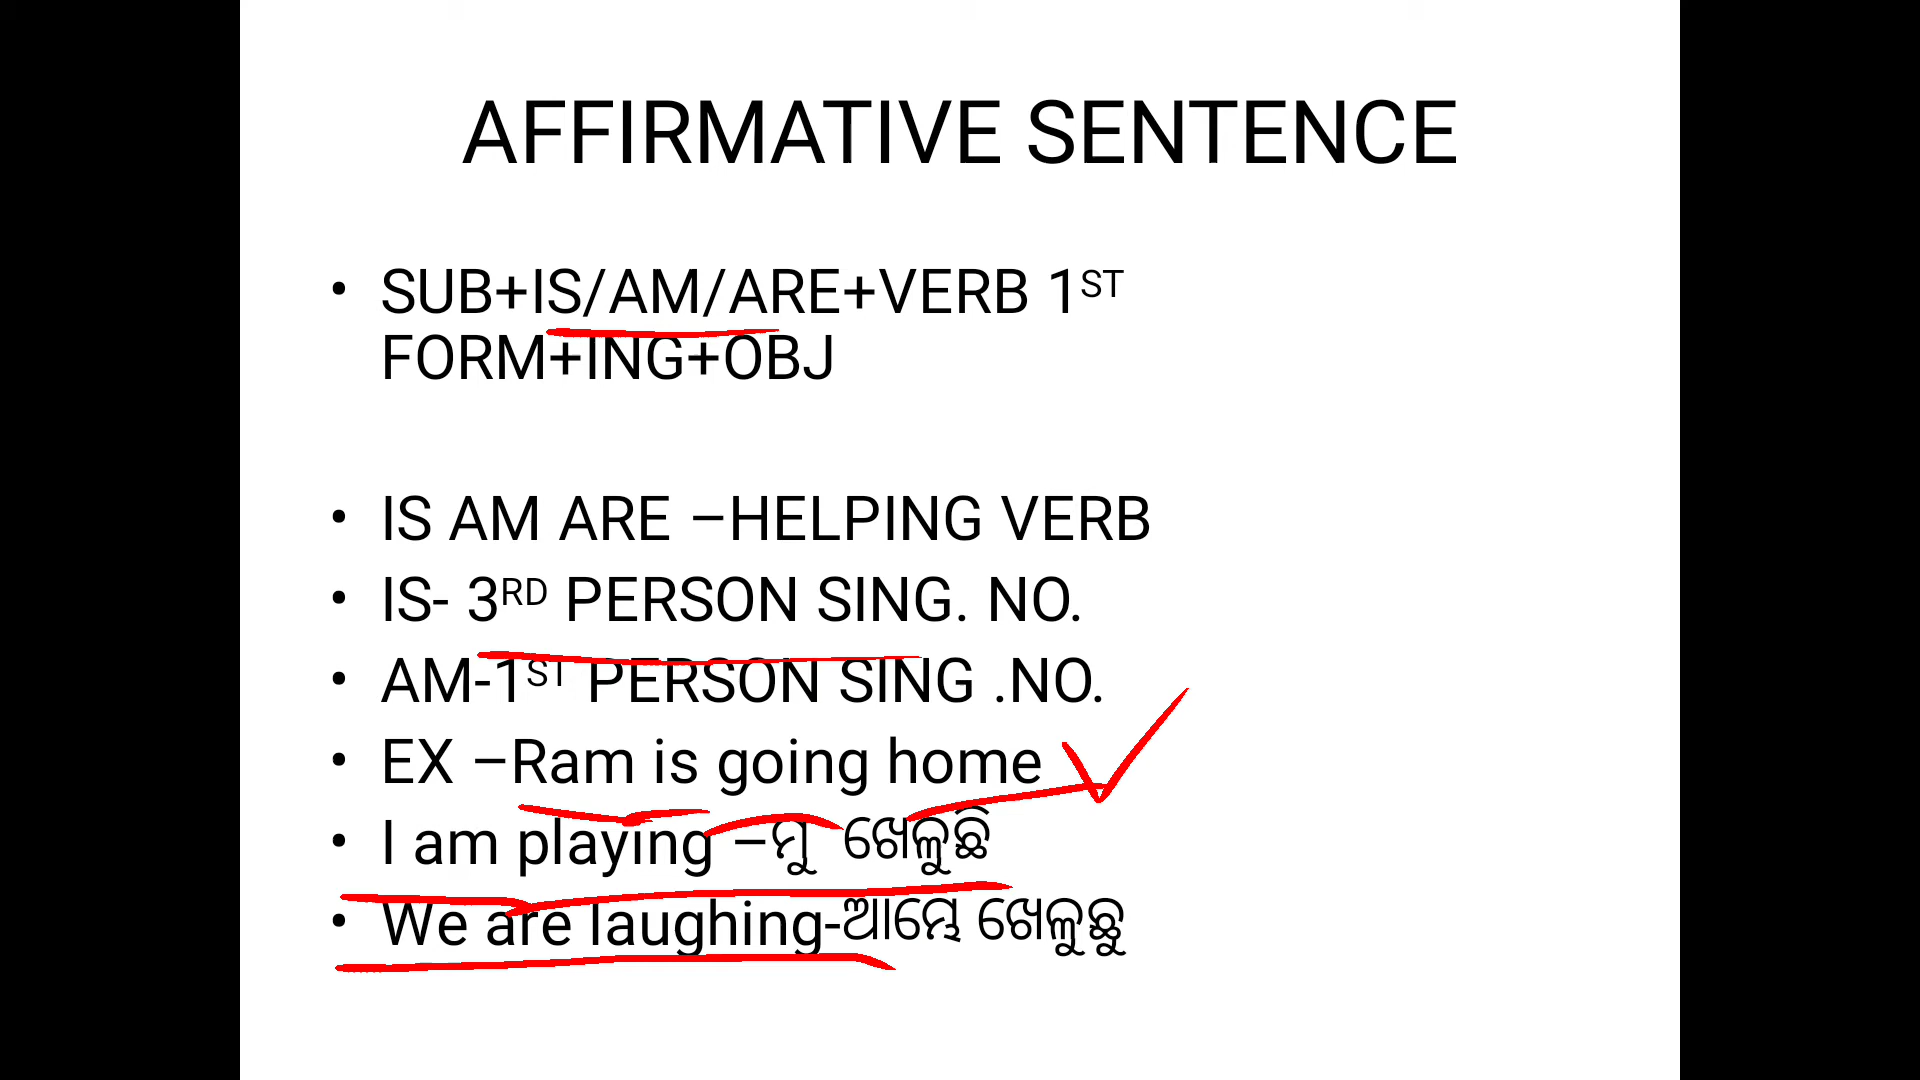 AFFIRMATIVE SENTENCE
• SUB+IS/AM/ARE+VERB 1ST
FORM+ING+OBJ
• IS AM ARE –HELPING VERB
• IS- 3RD PERSON SING. NO.
• AM-1ST PERSON SING .NO.
• EX –Ram is going home
• I am playing –ମୁ ଖେଳୁଛି
• We are laughing-ଆମ୍ଭେ ଖେଳୁଛୁ